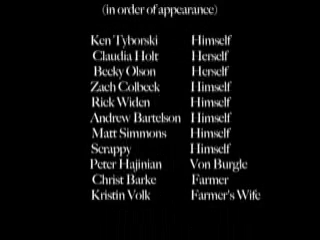 (in order of appearance)
Ken Tyborski Himself
Claudia Holt Herself
Becky Olson Herself
Zach Colbeck Himself
Rick Widen Himself
Andrew Bartelson Himself
Matt Simmons Himself
Scrappy Himself
Peter Hajinian Von Burgle
Christ Barke Farmer
Kristin Volk Farmer's Wife